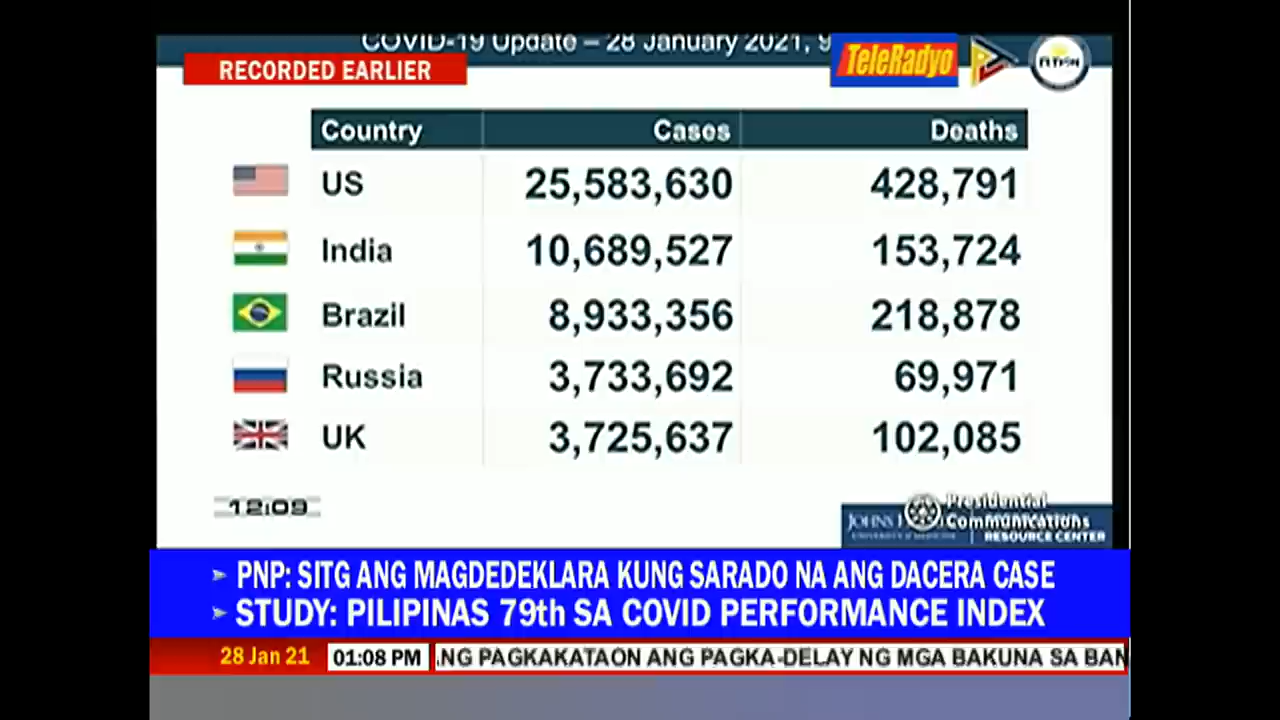 COVID-19 Update – 28 January 2021, 9
RECORDED EARLIER
TeleRadyo
Country Cases Deaths
US 25,583,630 428,791
India 10,689,527 153,724
Brazil 8,933,356 218,878
Russia 3,733,692 69,971
UK 3,725,637 102,085
12:09
Presidential
JOHNS Communications
RESOURCE CENTER
➢ PNP: SITG ANG MAGDEDEKLARA KUNG SARADO NA ANG DACERA CASE
➢ STUDY: PILIPINAS 79th SA COVID PERFORMANCE INDEX
28 Jan 21 01:08 PM .NG PAGKAKATAON ANG PAGKA-DELAY NG MGA BAKUNA SA BAN